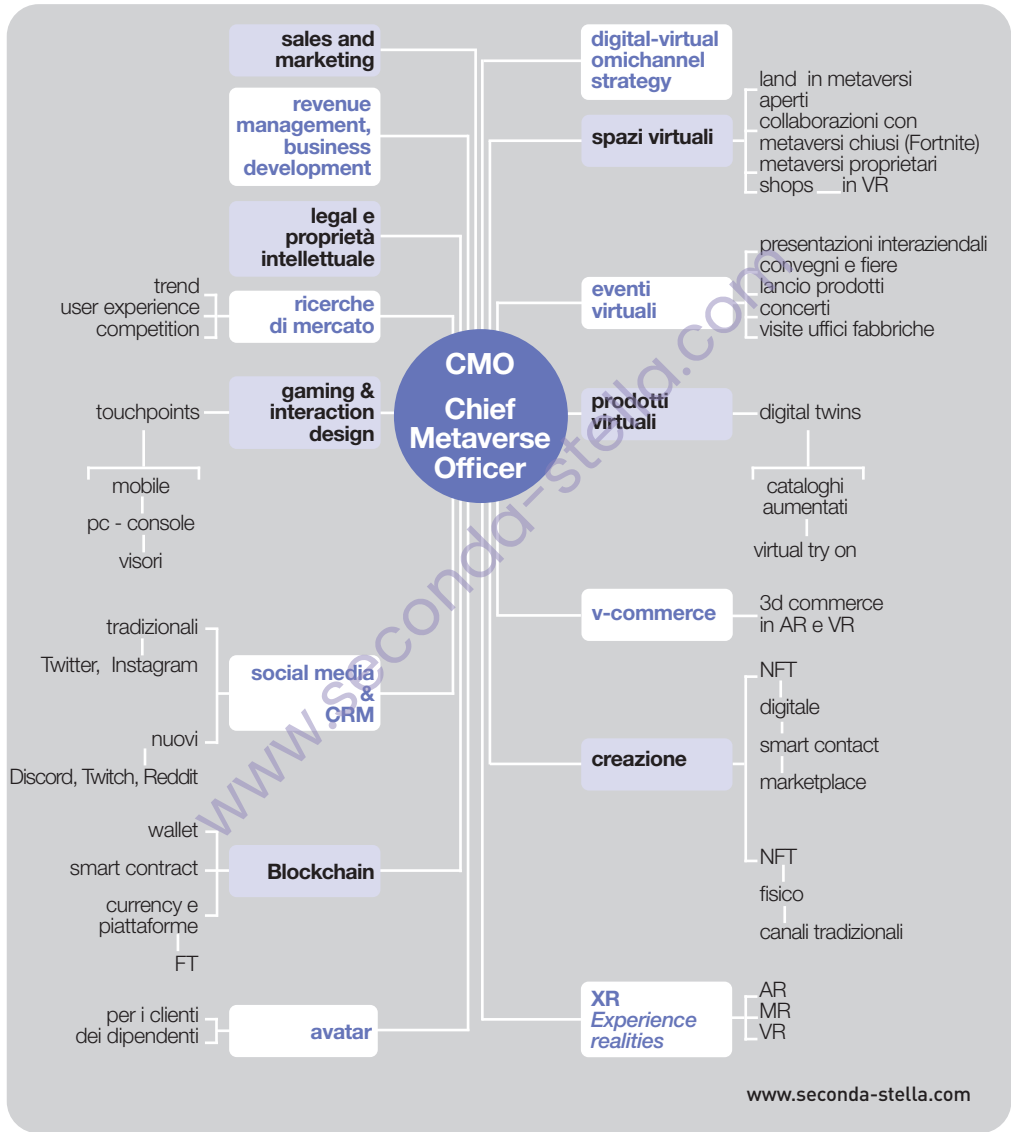 sales and
marketing
revenue
management,
business
development
legal e
proprietà
intellettuale
trend
user experience
competition
ricerche
di mercato
touchpoints
gaming &
interaction
design
mobile
pc - console
visori
tradizionali
Twitter, Instagram
social media
&
CRM
nuovi
Discord, Twitch, Reddit
wallet
smart contract
currency e
piattaforme
FT
Blockchain
per i clienti
dei dipendenti
avatar
CMO
Chief
Metaverse
Officer
digital-virtual
omichannel
strategy
spazi virtuali
land in metaversi
aperti
collaborazioni con
metaversi chiusi (Fortnite)
metaversi proprietari
shops in VR
eventi
virtuali
presentazioni interaziendali
convegni e fiere
lancio prodotti
concerti
visite uffici fabbriche
prodotti
virtuali
digital twins
cataloghi
aumentati
virtual try on
v-commerce
3d commerce
in AR e VR
creazione
NFT
digitale
smart contact
marketplace
NFT
fisico
canali tradizionali
XR
Experience
realities
AR
MR
VR
www.seconda-stella.com
www.seconda-stella.com